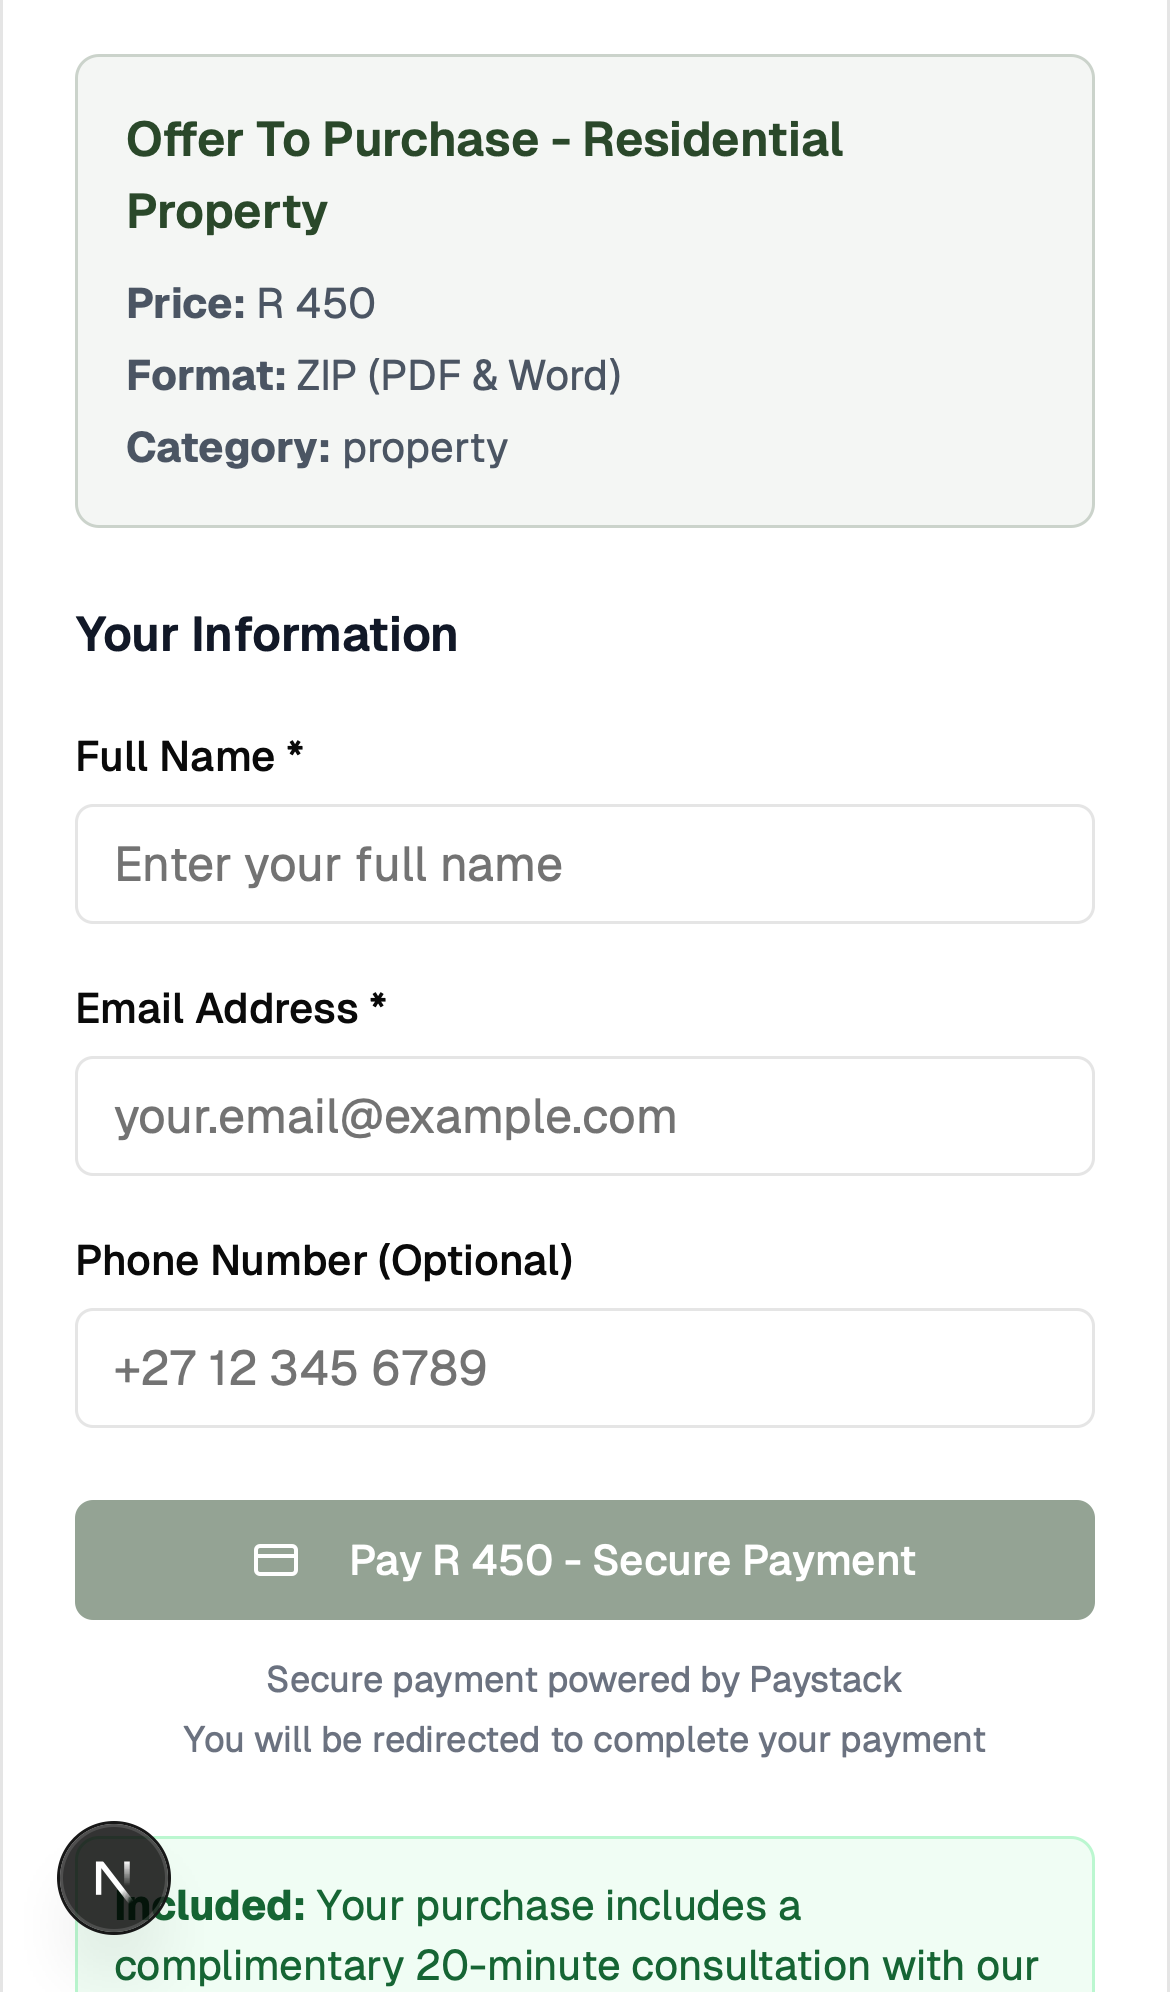 Offer To Purchase - Residential
Property
Price: R 450
Format: ZIP (PDF & Word)
Category: property
Your Information
Full Name *
Enter your full name
Email Address *
your.email@example.com
Phone Number (Optional)
+27 12 345 6789
Pay R 450 - Secure Payment
Secure payment powered by Paystack
You will be redirected to complete your payment
N
Included: Your purchase includes a
complimentary 20-minute consultation with our